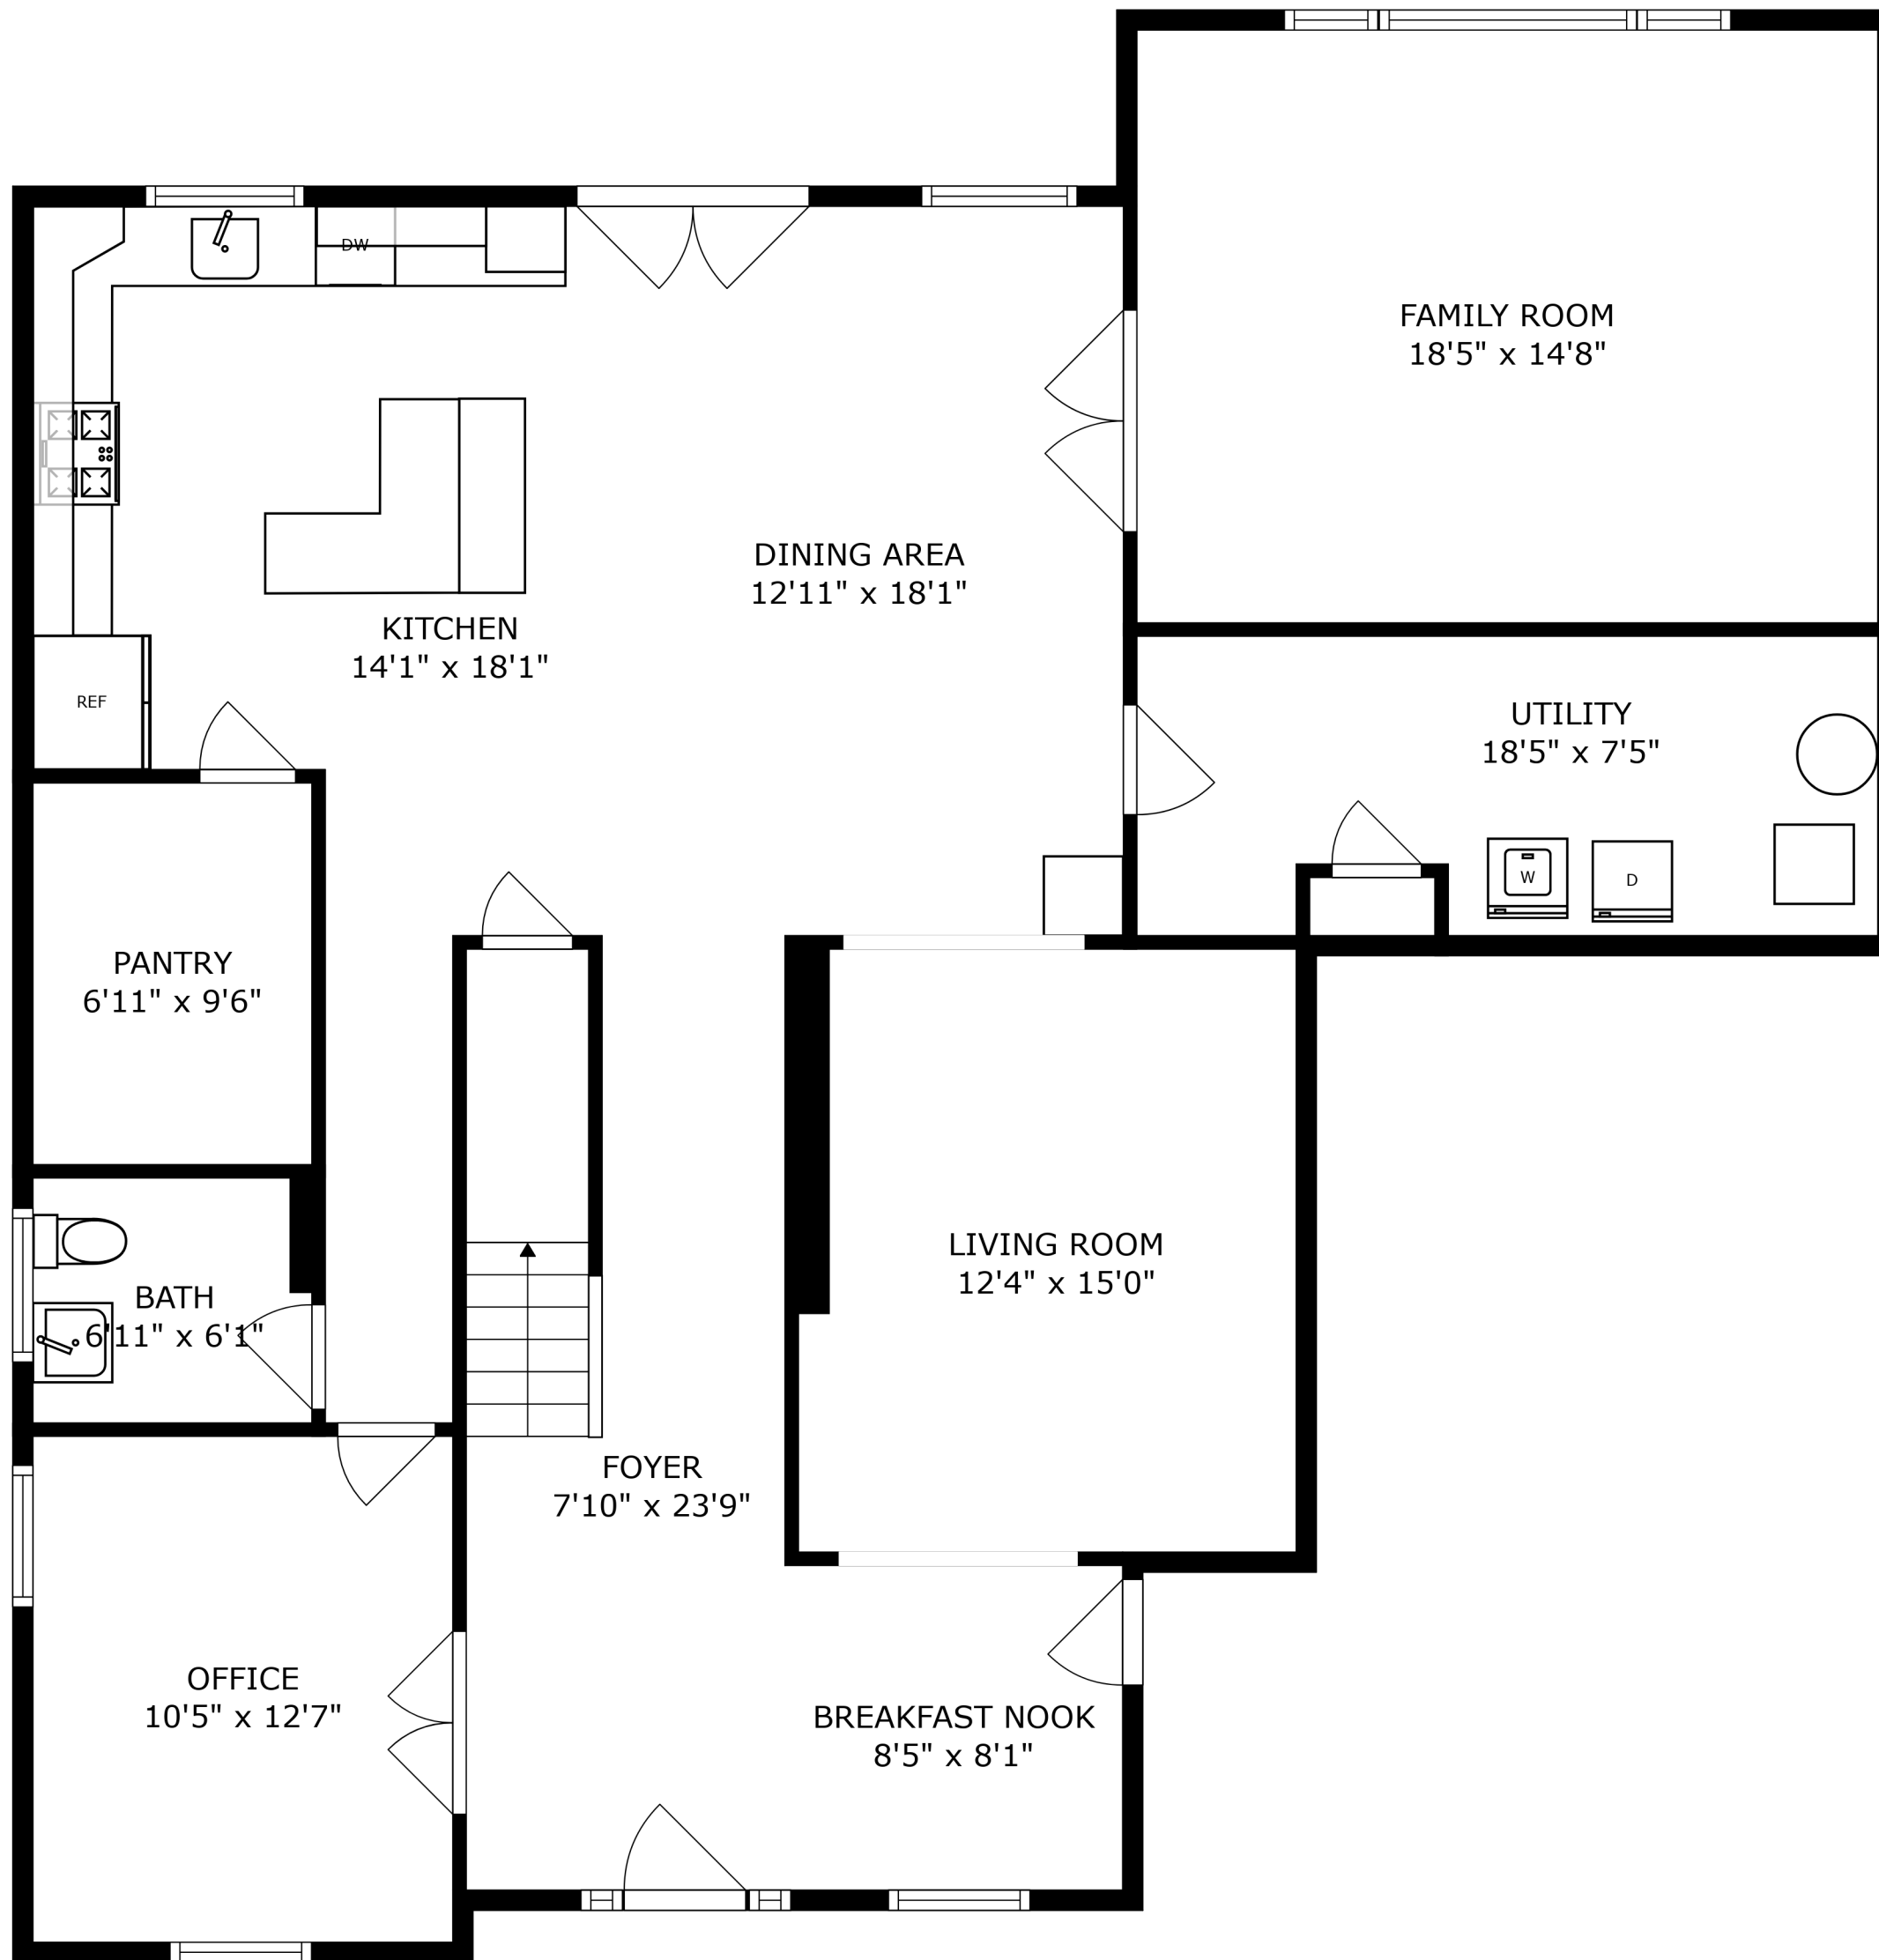 FAMILY ROOM
18'5" x 14'8"
DW
DINING AREA
12'11" x 18'1"
KITCHEN
14'1" x 18'1"
REF
UTILITY
18'5" x 7'5"
W
D
PANTRY
6'11" x 9'6"
LIVING ROOM
12'4" x 15'0"
BATH
6'11" x 6'1"
FOYER
7'10" x 23'9"
OFFICE
10'5" x 12'7"
BREAKFAST NOOK
8'5" x 8'1"